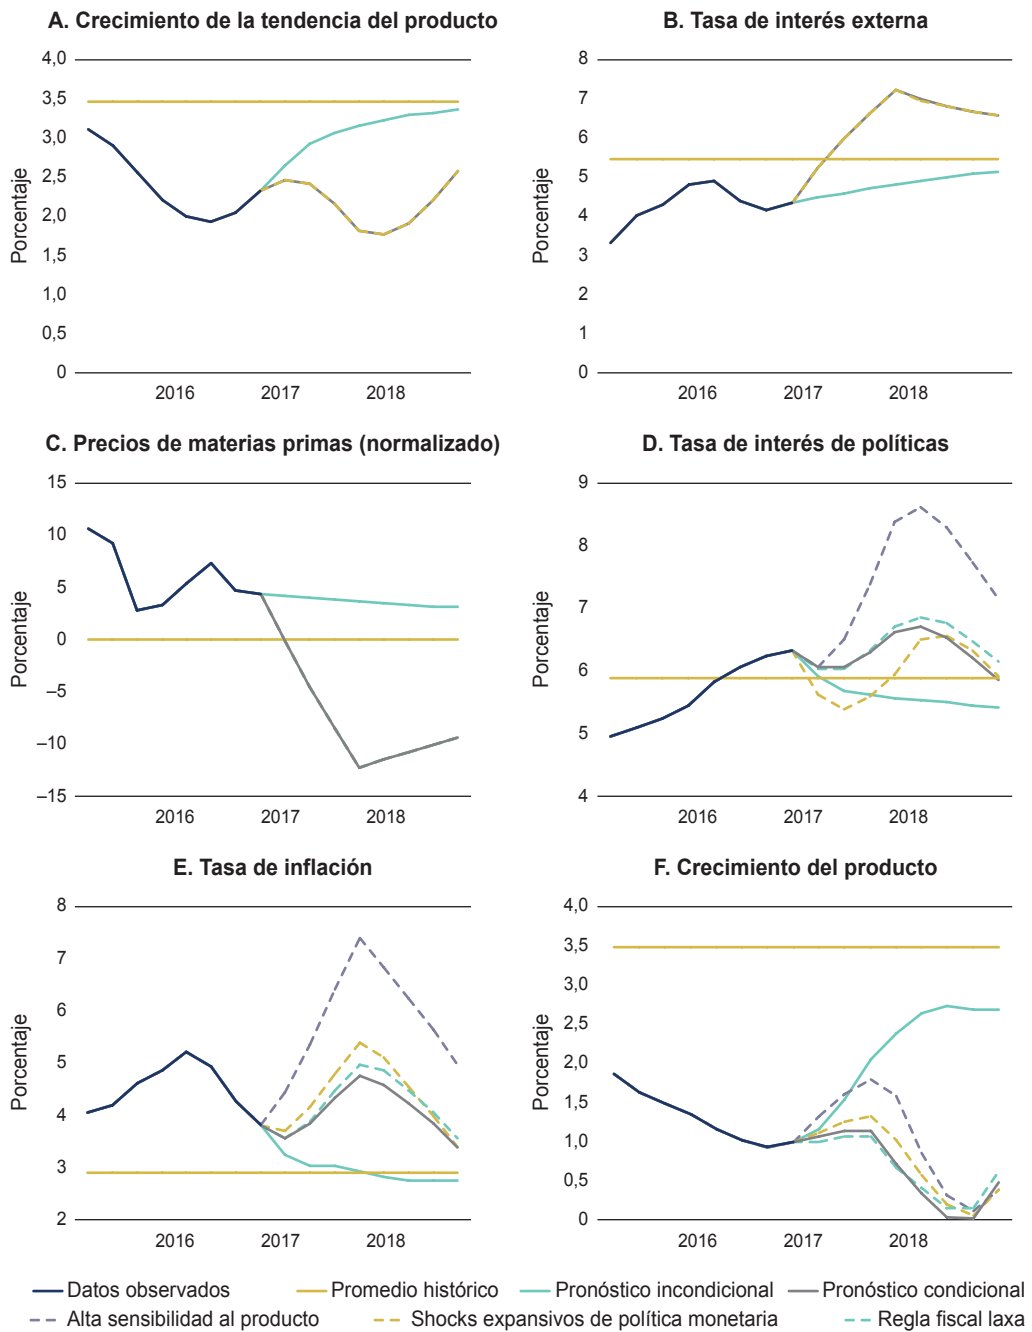 A. Crecimiento de la tendencia del producto
Porcentaje
4,0
3,5
3,0
2,5
2,0
1,5
1,0
0,5
0
2016 2017 2018
B. Tasa de interés externa
Porcentaje
8
7
6
5
4
3
2
1
0
2016 2017 2018
C. Precios de materias primas (normalizado)
Porcentaje
15
10
5
0
–5
–10
–15
2016 2017 2018
D. Tasa de interés de políticas
Porcentaje
9
8
7
6
5
4
2016 2017 2018
E. Tasa de inflación
Porcentaje
8
7
6
5
4
3
2
2016 2017 2018
F. Crecimiento del producto
Porcentaje
4,0
3,5
3,0
2,5
2,0
1,5
1,0
0,5
0
2016 2017 2018
Datos observados Promedio histórico Pronóstico incondicional Pronóstico condicional
Alta sensibilidad al producto Shocks expansivos de política monetaria Regla fiscal laxa